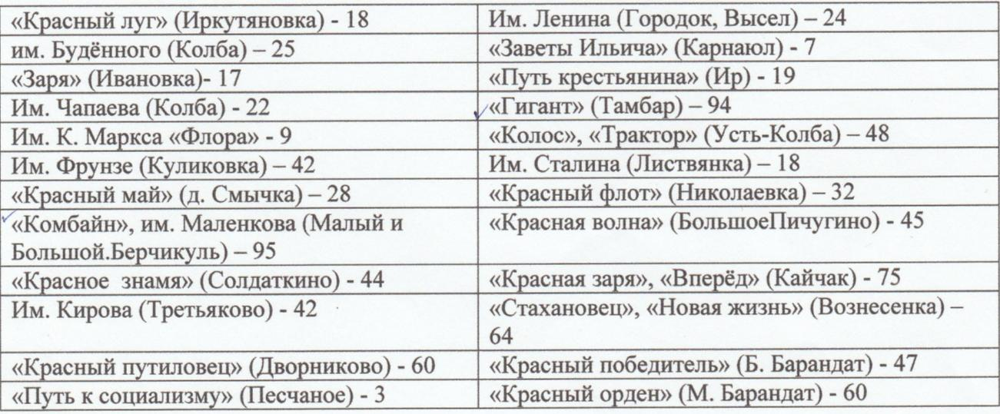 «Красный луг» (Иркутяновка) - 18
Им. Ленина (Городок, Высел) – 24
им. Будённого (Колба) – 25
«Заветы Ильича» (Карнаюл) - 7
«Заря» (Ивановка)- 17
«Путь крестьянина» (Ир) - 19
Им. Чапаева (Колба) - 22
«Гигант» (Тамбар) – 94
Им. К. Маркса «Флора» - 9
«Колос», «Трактор» (Усть-Колба) – 48
Им. Фрунзе (Куликовка) – 42
Им. Сталина (Листвянка) – 18
«Красный май» (д. Смычка) – 28
«Красный флот» (Николаевка) – 32
«Комбайн», им. Маленкова (Малый и
Большой.Берчикуль) – 95
«Красная волна» (БольшоеПичугино) - 45
«Красное знамя» (Солдаткино) - 44
«Красная заря», «Вперёд» (Кайчак) - 75
Им. Кирова (Третьяково) - 42
«Стахановец», «Новая жизнь» (Вознесенка) –
64
«Красный путиловец» (Дворниково) - 60
«Красный победитель» (Б. Барандат) - 47
«Путь к социализму» (Песчаное) - 3
«Красный орден» (М. Барандат) - 60